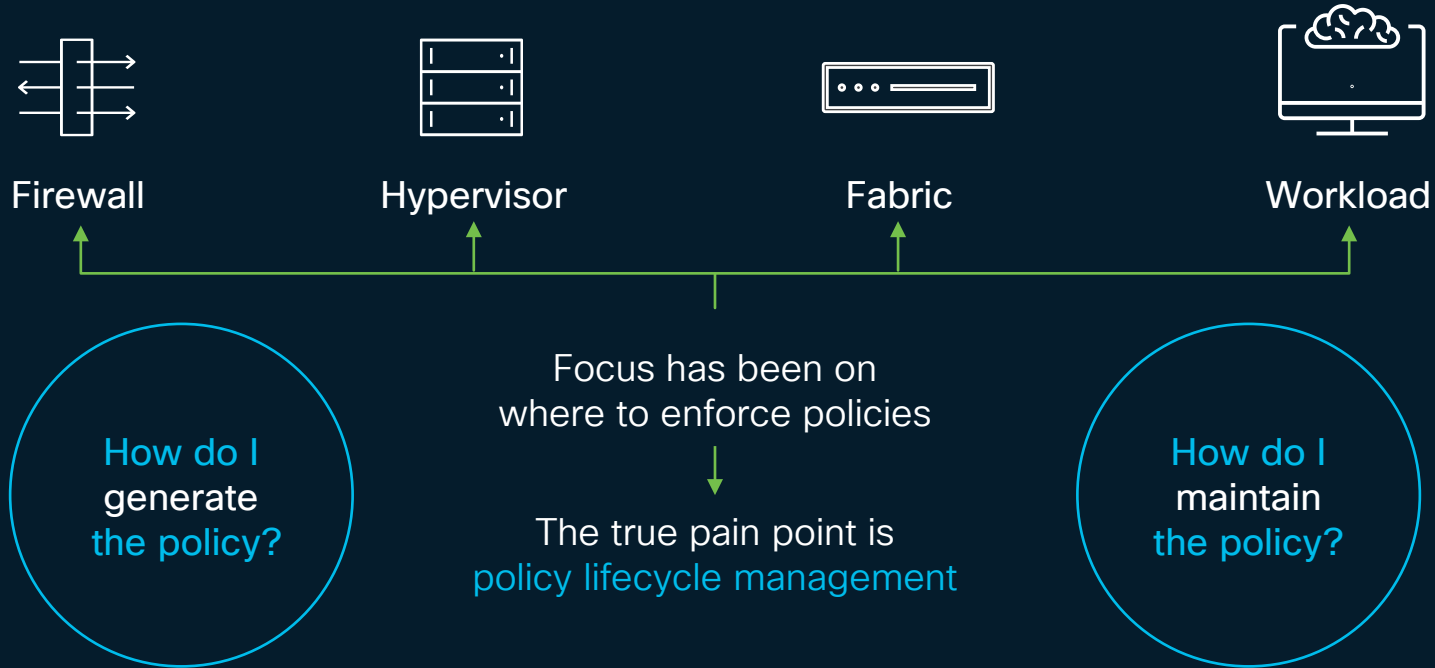 Firewall
Hypervisor
Fabric
Workload
Focus has been on
where to enforce policies
How do I
generate
the policy?
The true pain point is
policy lifecycle management
How do I
maintain
the policy?